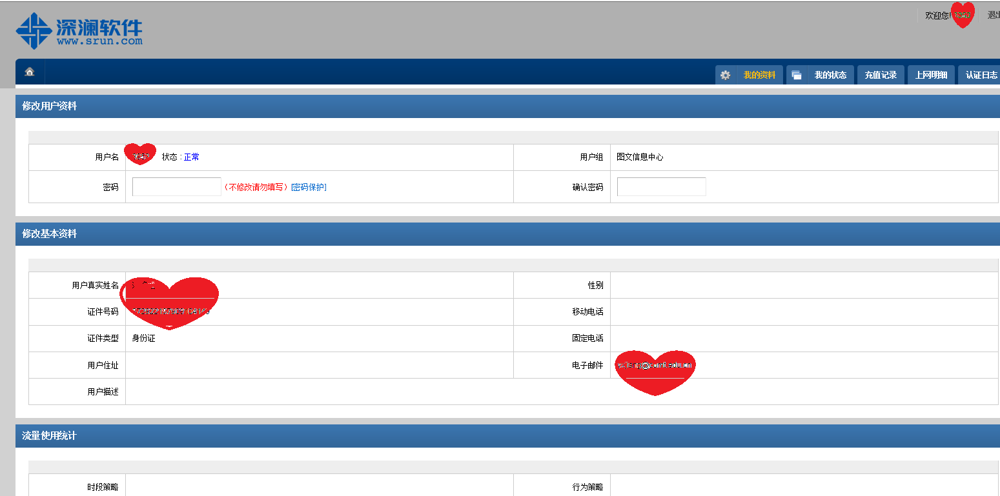 欢迎您! 退出
深澜软件
www.srun.com
我的资料 我的状态 充值记录 上网明细 认证日志
修改用户资料
用户名 状态 : 正常 用户组 图文信息中心
密码 (不修改请勿填写) [密码保护] 确认密码
修改基本资料
用户真实姓名 性别
证件号码 移动电话
证件类型 身份证 固定电话
用户住址 电子邮件
用户描述
流量使用统计
时段策略 行为策略